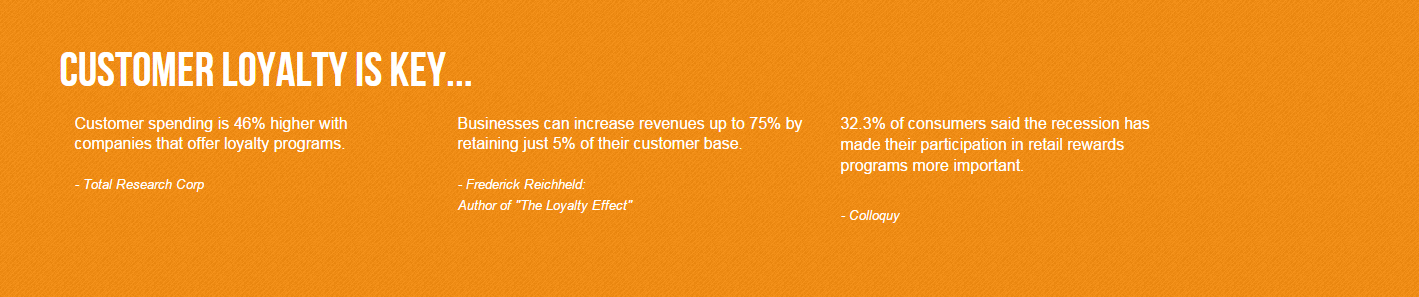 CUSTOMER LOYALTY IS KEY...
Customer spending is 46% higher with
companies that offer loyalty programs.
- Total Research Corp
Businesses can increase revenues up to 75% by
retaining just 5% of their customer base.
- Frederick Reichheld:
Author of "The Loyalty Effect"
32.3% of consumers said the recession has
made their participation in retail rewards
programs more important.
- Colloquy